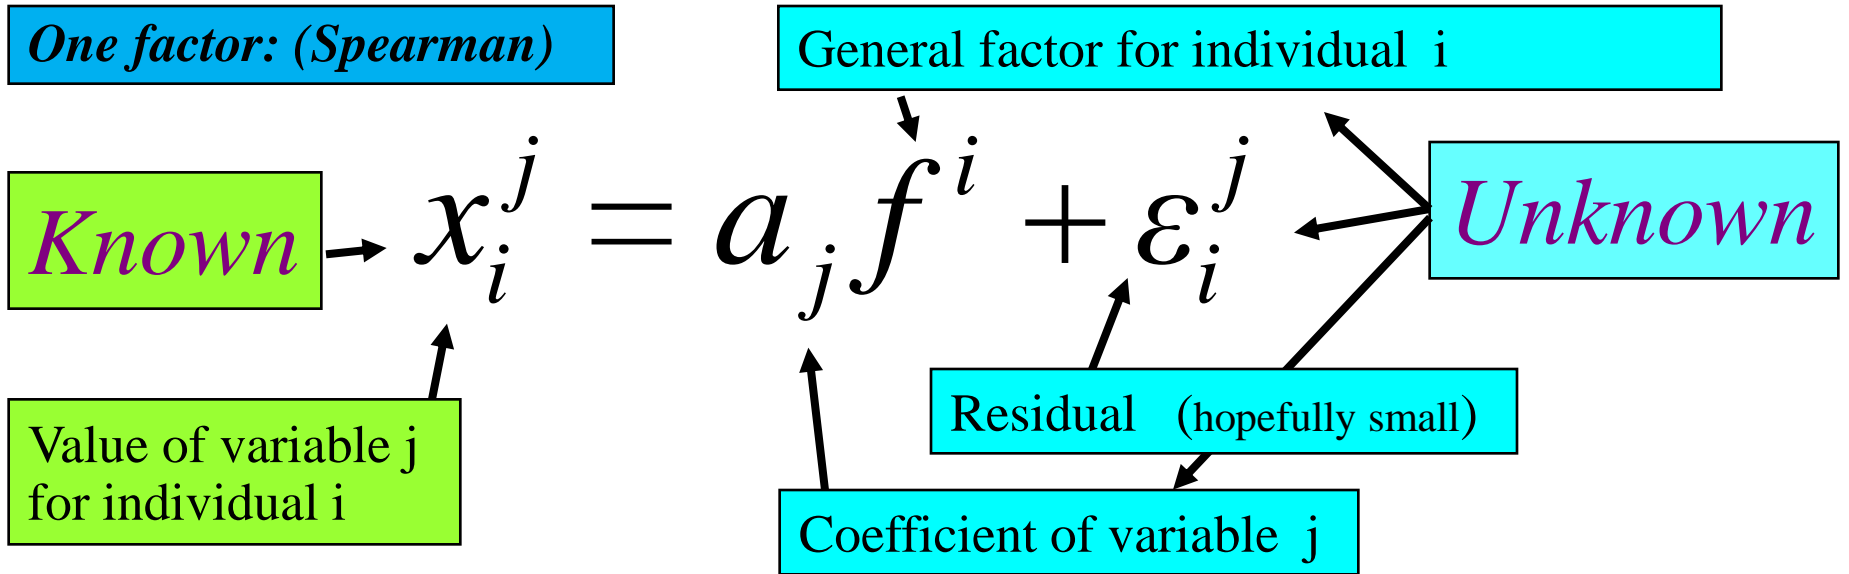 One factor: (Spearman)
General factor for individual i
Known
x_i^j = a_j f^i + ε_i^j
Unknown
Value of variable j
for individual i
Residual (hopefully small)
Coefficient of variable j